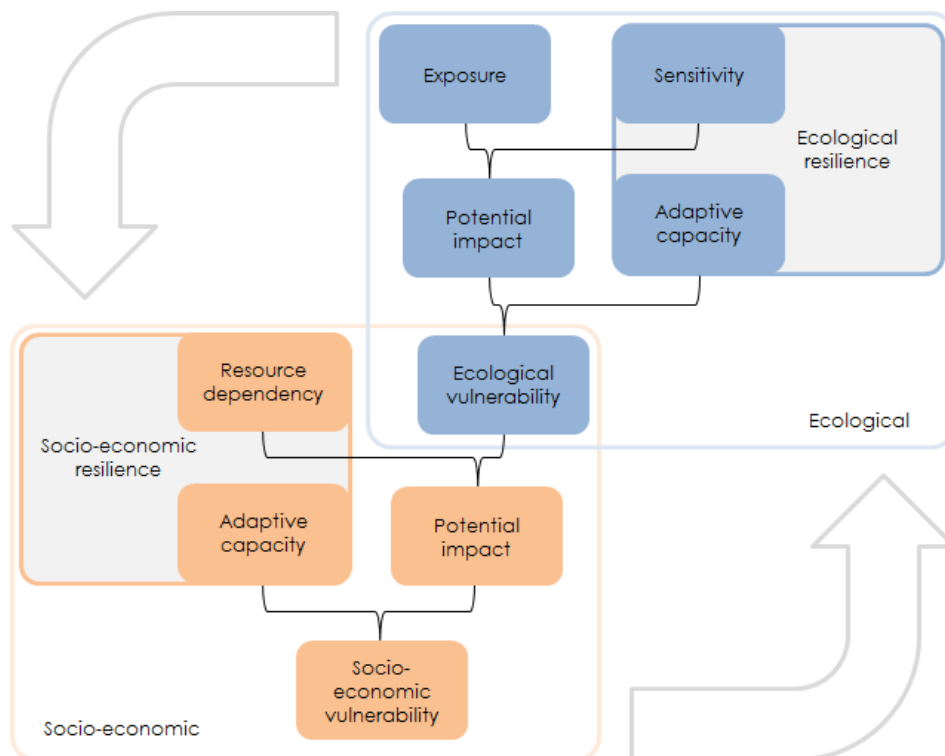 Exposure
Sensitivity
Ecological
resilience
Potential
impact
Adaptive
capacity
Ecological
vulnerability
Ecological
Resource
dependency
Socio-economic
resilience
Adaptive
capacity
Potential
impact
Socio-
economic
vulnerability
Socio-economic